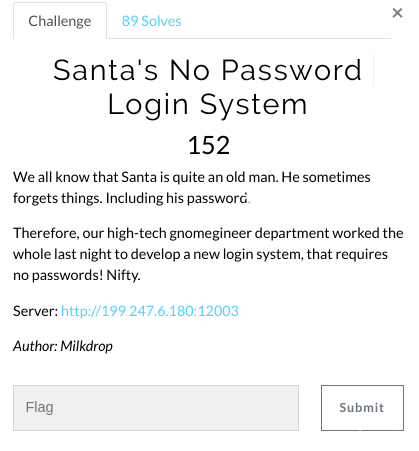 Challenge
89 Solves
×
Santa's No Password
Login System
152
We all know that Santa is quite an old man. He sometimes
forgets things. Including his password.
Therefore, our high-tech gnomegineer department worked the
whole last night to develop a new login system, that requires
no passwords! Nifty.
Server: http://199 247.6.180:12003
Author: Milkdrop
Flag
Submit